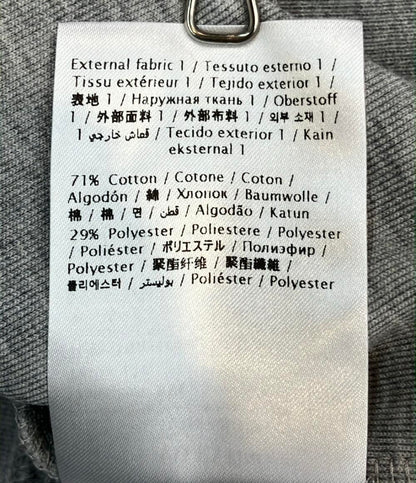 External fabric 1 / Tessuto esterno 1 /
Tissu extérieur 1 / Tejido exterior 1 /
表地 1 / Наружная ткань 1 / Oberstoff
1 / 外部面料 1 / 外部布料 1 / 외부 소재 1 /
1 / قماش خارجي / Tecido exterior 1 / Kain
eksternal 1
71% Cotton / Cotone / Coton /
Algodón / 綿 / Хлопок / Baumwolle /
棉 / 棉 / 면 / قطن / Algodão / Katun
29% Polyester / Poliestere / Polyester
/ Poliéster / ポリエステル / Полиэфир /
Polyester / 聚酯纤维 / 聚酯纖維 /
폴리에스터 / بوليستر / Poliéster / Polyester